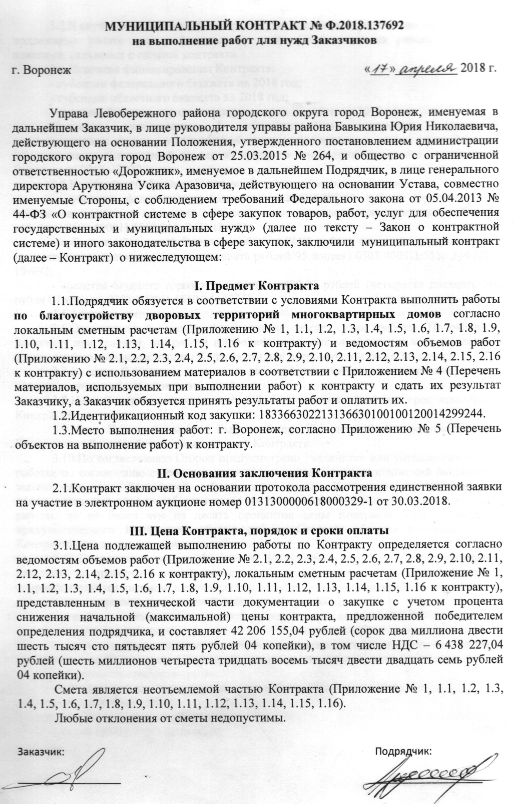 МУНИЦИПАЛЬНЫЙ КОНТРАКТ № Ф.2018.137692
на выполнение работ для нужд Заказчиков
г. Воронеж «17» апреля 2018 г.
Управа Левобережного района городского округа город Воронеж, именуемая в
дальнейшем Заказчик, в лице руководителя управы района Бавыкина Юрия Николаевича,
действующего на основании Положения, утвержденного постановлением администрации
городского округа город Воронеж от 25.03.2015 № 264, и общество с ограниченной
ответственностью «Дорожник», именуемое в дальнейшем Подрядчик, в лице генерального
директора Арутюняна Усика Аразовича, действующего на основании Устава, совместно
именуемые Стороны, с соблюдением требований Федерального закона от 05.04.2013 №
44-ФЗ «О контрактной системе в сфере закупок товаров, работ, услуг для обеспечения
государственных и муниципальных нужд» (далее по тексту – Закон о контрактной
системе) и иного законодательства в сфере закупок, заключили муниципальный контракт
(далее – Контракт) о нижеследующем:
I. Предмет Контракта
1.1.Подрядчик обязуется в соответствии с условиями Контракта выполнить работы
по благоустройству дворовых территорий многоквартирных домов согласно
локальным сметным расчетам (Приложению № 1, 1.1, 1.2, 1.3, 1.4, 1.5, 1.6, 1.7, 1.8, 1.9,
1.10, 1.11, 1.12, 1.13, 1.14, 1.15, 1.16 к контракту) и ведомостям объемов работ
(Приложение № 2.1, 2.2, 2.3, 2.4, 2.5, 2.6, 2.7, 2.8, 2.9, 2.10, 2.11, 2.12, 2.13, 2.14, 2.15, 2.16
к контракту) с использованием материалов в соответствии с Приложением № 4 (Перечень
материалов, используемых при выполнении работ) к контракту и сдать их результат
Заказчику, а Заказчик обязуется принять результаты работ и оплатить их.
1.2.Идентификационный код закупки: 183366302213136630100100120014299244.
1.3.Место выполнения работ: г. Воронеж, согласно Приложению № 5 (Перечень
объектов на выполнение работ) к контракту.
II. Основания заключения Контракта
2.1.Контракт заключен на основании протокола рассмотрения единственной заявки
на участие в электронном аукционе номер 0131300000618000329-1 от 30.03.2018.
III. Цена Контракта, порядок и сроки оплаты
3.1.Цена подлежащей выполнению работы по Контракту определяется согласно
ведомостям объемов работ (Приложение № 2.1, 2.2, 2.3, 2.4, 2.5, 2.6, 2.7, 2.8, 2.9, 2.10, 2.11,
2.12, 2.13, 2.14, 2.15, 2.16 к контракту), локальным сметным расчетам (Приложение № 1,
1.1, 1.2, 1.3, 1.4, 1.5, 1.6, 1.7, 1.8, 1.9, 1.10, 1.11, 1.12, 1.13, 1.14, 1.15, 1.16 к контракту),
представленным в технической части документации о закупке с учетом процента
снижения начальной (максимальной) цены контракта, предложенной победителем
определения подрядчика, и составляет 42 206 155,04 рублей (сорок два миллиона двести
шесть тысяч сто пятьдесят пять рублей 04 копейки), в том числе НДС – 6 438 227,04
рублей (шесть миллионов четыреста тридцать восемь тысяч двести двадцать семь рублей
04 копейки).
Смета является неотъемлемой частью Контракта (Приложение № 1, 1.1, 1.2, 1.3,
1.4, 1.5, 1.6, 1.7, 1.8, 1.9, 1.10, 1.11, 1.12, 1.13, 1.14, 1.15, 1.16).
Любые отклонения от сметы недопустимы.
Заказчик: Подрядчик: